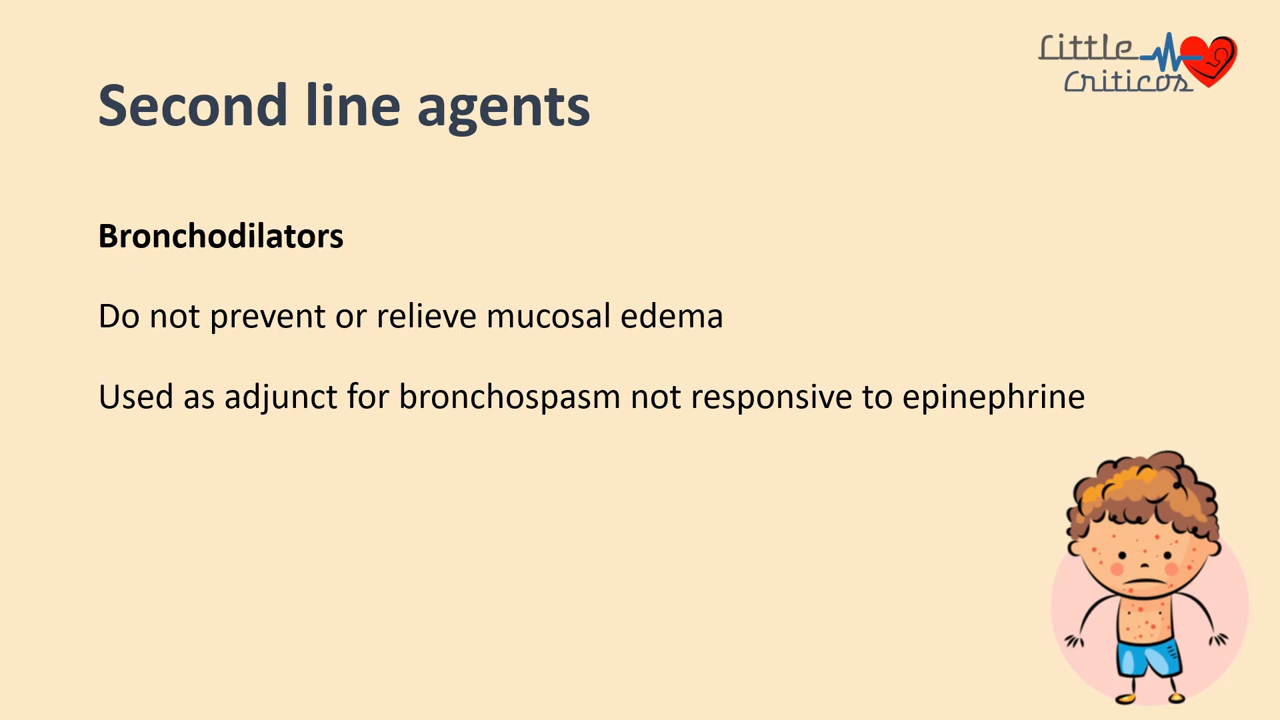 Little
Criticos
Second line agents
Bronchodilators
Do not prevent or relieve mucosal edema
Used as adjunct for bronchospasm not responsive to epinephrine